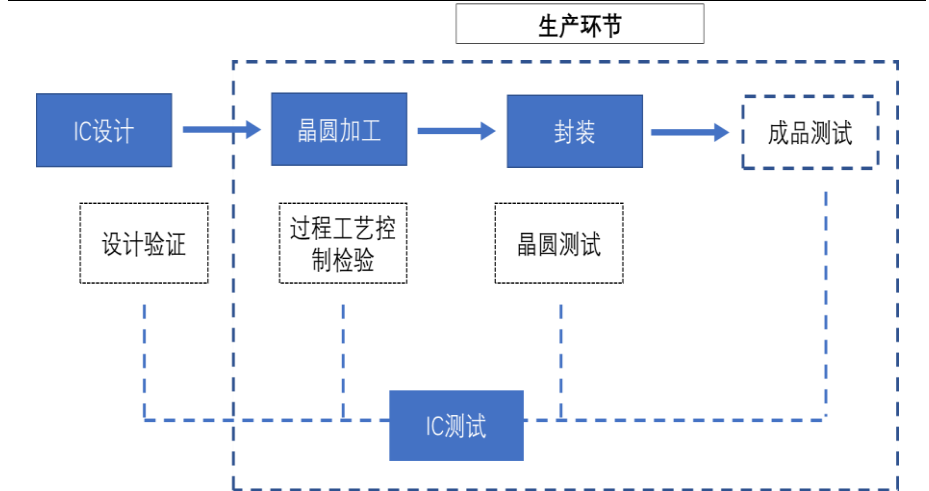 生产环节
IC设计
晶圆加工
封装
成品测试
设计验证
过程工艺控
制检验
晶圆测试
IC测试